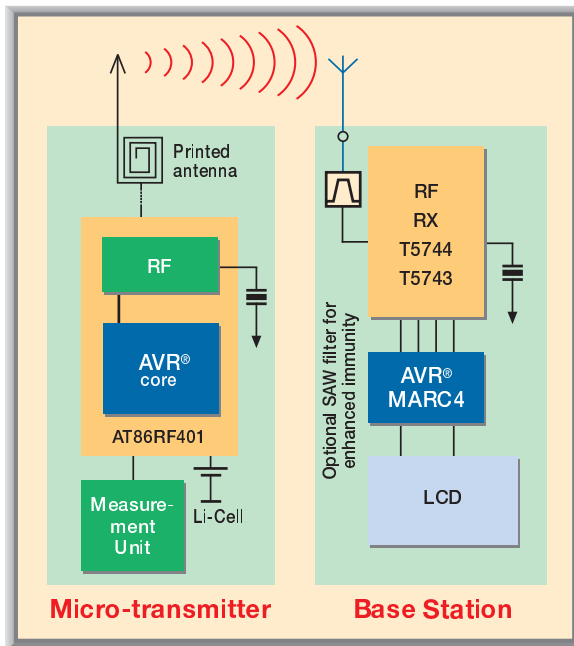 Printed
antenna
RF
AVR®
core
AT86RF401
Measure-
ment
Unit
Li-Cell
Micro-transmitter
RF
RX
T5744
T5743
Optional SAW filter for
enhanced immunity
AVR®
MARC4
LCD
Base Station